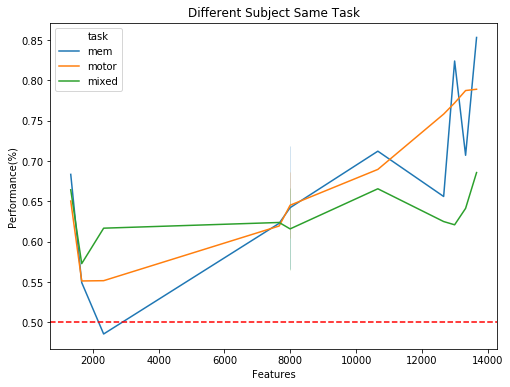 Different Subject Same Task
task
mem
motor
mixed
Performance(%)
0.85
0.80
0.75
0.70
0.65
0.60
0.55
0.50
2000 4000 6000 8000 10000 12000 14000
Features